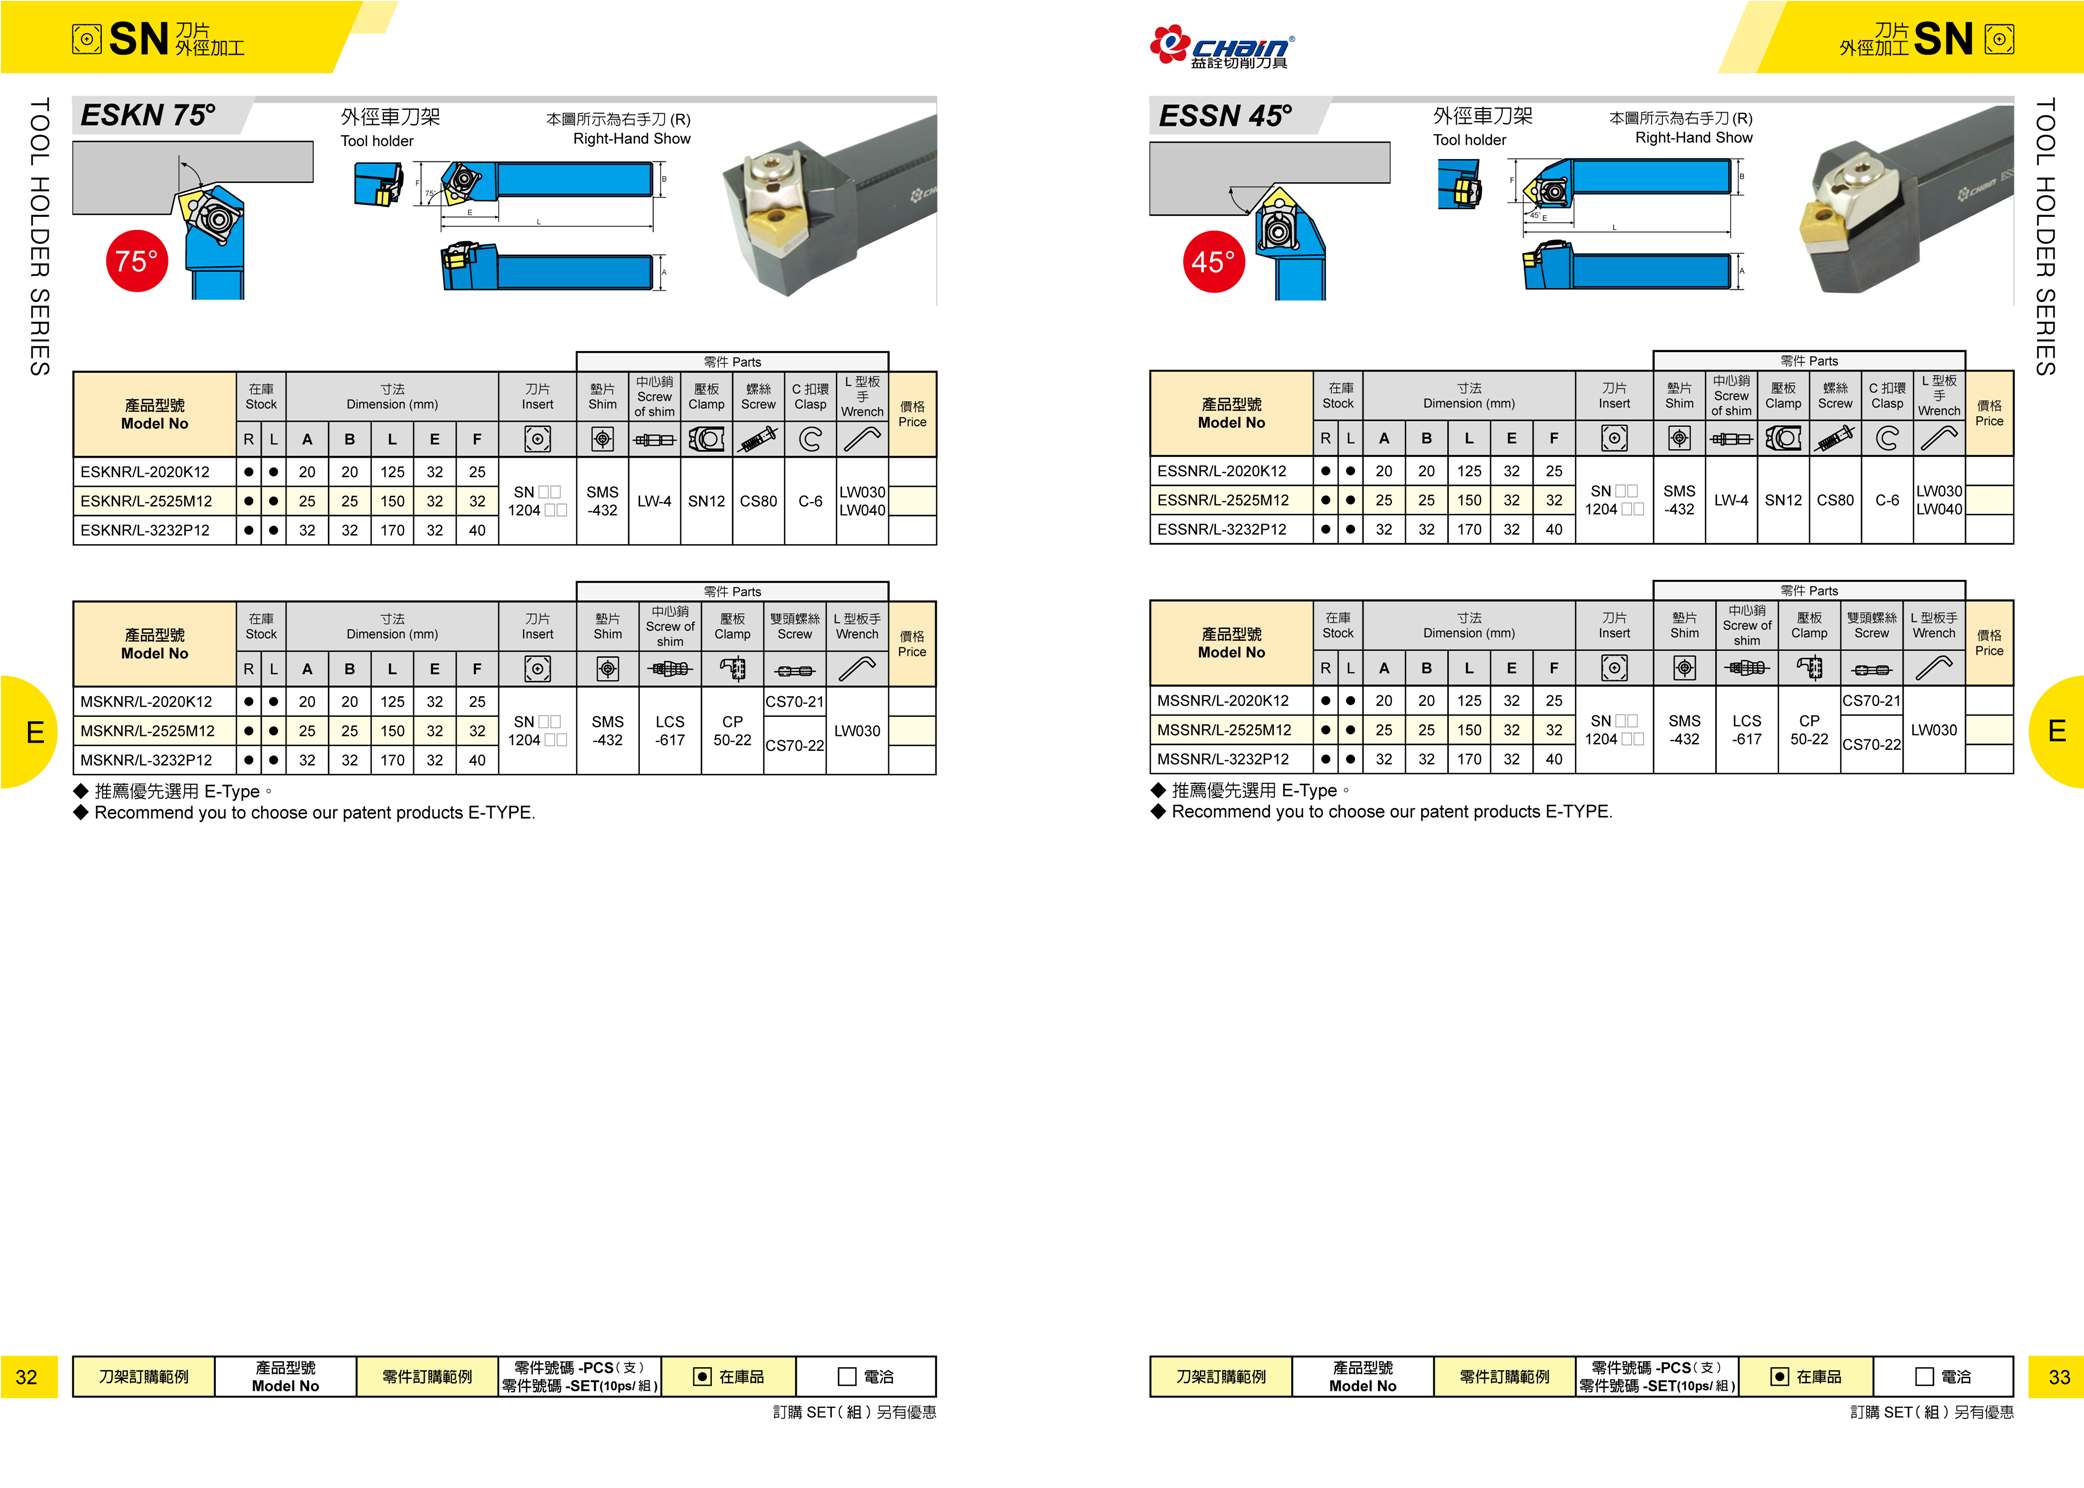 SN 刀片
外徑加工
TOOL HOLDER SERIES
ESKN 75°
外徑車刀架
Tool holder
本圖所示為右手刀 (R)
Right-Hand Show
75°
F
75°
E
L
B
A
零件 Parts
產品型號
Model No
在庫
Stock
寸法
Dimension (mm)
刀片
Insert
墊片
Shim
中心銷
Screw
of shim
壓板
Clamp
螺絲
Screw
C 扣環
Clasp
L 型板
手
Wrench
價格
Price
R L A B L E F
ESKNR/L-2020K12 ● ● 20 20 125 32 25
ESKNR/L-2525M12 ● ● 25 25 150 32 32
ESKNR/L-3232P12 ● ● 32 32 170 32 40
SN □□
1204 □□
SMS
-432
LW-4
SN12
CS80
C-6
LW030
LW040
零件 Parts
產品型號
Model No
在庫
Stock
寸法
Dimension (mm)
刀片
Insert
墊片
Shim
中心銷
Screw of
shim
壓板
Clamp
雙頭螺絲
Screw
L 型板手
Wrench
價格
Price
R L A B L E F
MSKNR/L-2020K12 ● ● 20 20 125 32 25
MSKNR/L-2525M12 ● ● 25 25 150 32 32
MSKNR/L-3232P12 ● ● 32 32 170 32 40
SN □□
1204 □□
SMS
-432
LCS
-617
CP
50-22
CS70-21
CS70-22
LW030
E
◆ 推薦優先選用 E-Type。
◆ Recommend you to choose our patent products E-TYPE.
32
刀架訂購範例
產品型號
Model No
零件訂購範例
零件號碼 -PCS（支）
零件號碼 -SET(10ps/ 組 )
● 在庫品
□ 電洽
訂購 SET（ 組 ）另有優惠
e CHain®
益詮切削刀具
刀片
外徑加工 SN
TOOL HOLDER SERIES
ESSN 45°
外徑車刀架
Tool holder
本圖所示為右手刀 (R)
Right-Hand Show
45°
F
45°
E
L
B
A
CHain ESS
零件 Parts
產品型號
Model No
在庫
Stock
寸法
Dimension (mm)
刀片
Insert
墊片
Shim
中心銷
Screw
of shim
壓板
Clamp
螺絲
Screw
C 扣環
Clasp
L 型板
手
Wrench
價格
Price
R L A B L E F
ESSNR/L-2020K12 ● ● 20 20 125 32 25
ESSNR/L-2525M12 ● ● 25 25 150 32 32
ESSNR/L-3232P12 ● ● 32 32 170 32 40
SN □□
1204 □□
SMS
-432
LW-4
SN12
CS80
C-6
LW030
LW040
零件 Parts
產品型號
Model No
在庫
Stock
寸法
Dimension (mm)
刀片
Insert
墊片
Shim
中心銷
Screw of
shim
壓板
Clamp
雙頭螺絲
Screw
L 型板手
Wrench
價格
Price
R L A B L E F
MSSNR/L-2020K12 ● ● 20 20 125 32 25
MSSNR/L-2525M12 ● ● 25 25 150 32 32
MSSNR/L-3232P12 ● ● 32 32 170 32 40
SN □□
1204 □□
SMS
-432
LCS
-617
CP
50-22
CS70-21
CS70-22
LW030
E
◆ 推薦優先選用 E-Type。
◆ Recommend you to choose our patent products E-TYPE.
刀架訂購範例
產品型號
Model No
零件訂購範例
零件號碼 -PCS（支）
零件號碼 -SET(10ps/ 組 )
● 在庫品
□ 電洽
33
訂購 SET（ 組 ）另有優惠